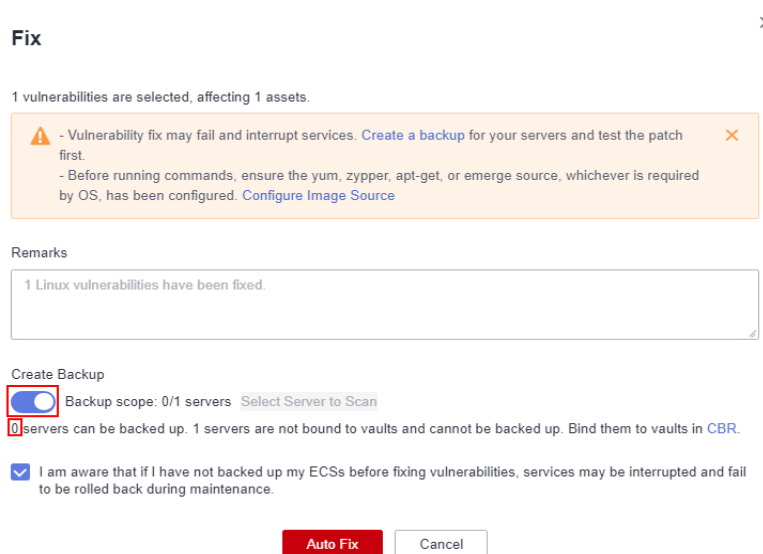 Fix
1 vulnerabilities are selected, affecting 1 assets.
- Vulnerability fix may fail and interrupt services. Create a backup for your servers and test the patch
first.
- Before running commands, ensure the yum, zypper, apt-get, or emerge source, whichever is required
by OS, has been configured. Configure Image Source
Remarks
1 Linux vulnerabilities have been fixed.
Create Backup
Backup scope: 0/1 servers Select Server to Scan
0 servers can be backed up. 1 servers are not bound to vaults and cannot be backed up. Bind them to vaults in CBR.
I am aware that if I have not backed up my ECSs before fixing vulnerabilities, services may be interrupted and fail
to be rolled back during maintenance.
Auto Fix Cancel